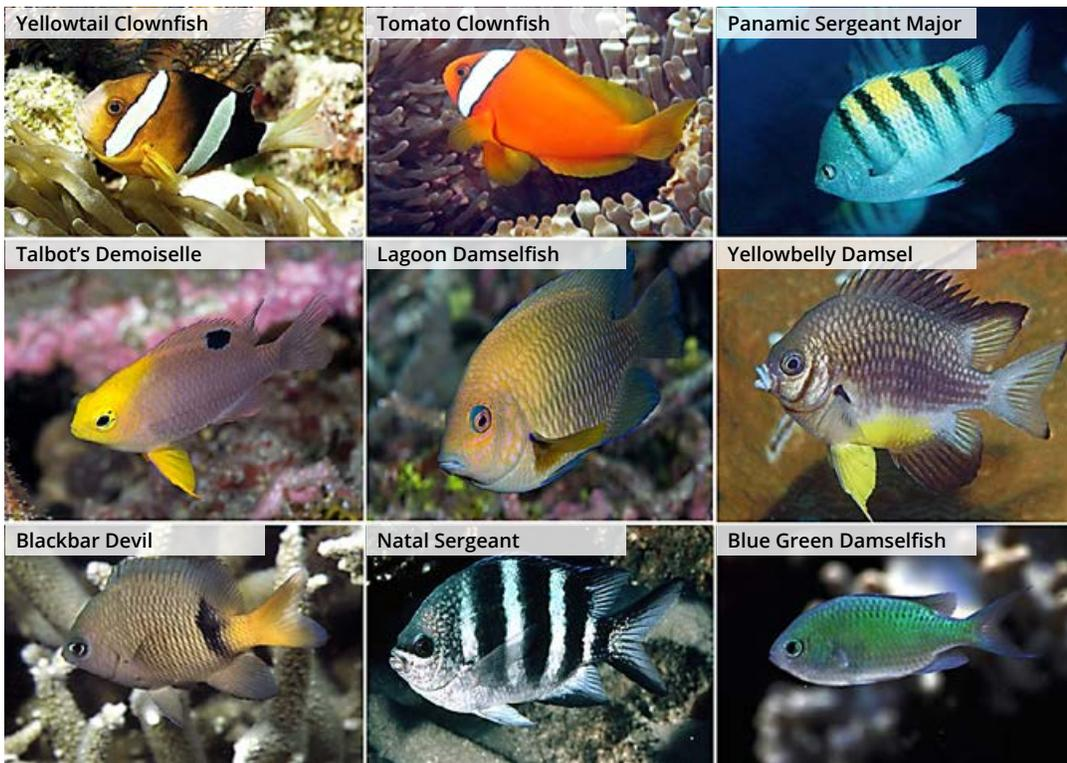 Yellowtail Clownfish
Tomato Clownfish
Panamic Sergeant Major
Talbot’s Demoiselle
Lagoon Damselfish
Yellowbelly Damsel
Blackbar Devil
Natal Sergeant
Blue Green Damselfish